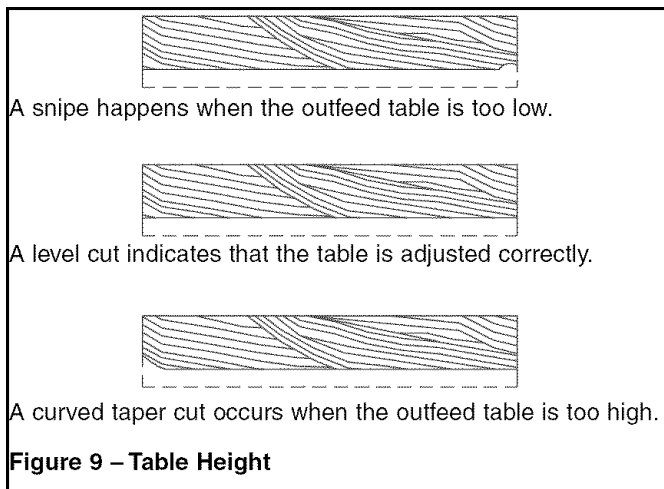 A snipe happens when the outfeed table is too low.
A level cut indicates that the table is adjusted correctly.
A curved taper cut occurs when the outfeed table is too high.
Figure 9 – Table Height